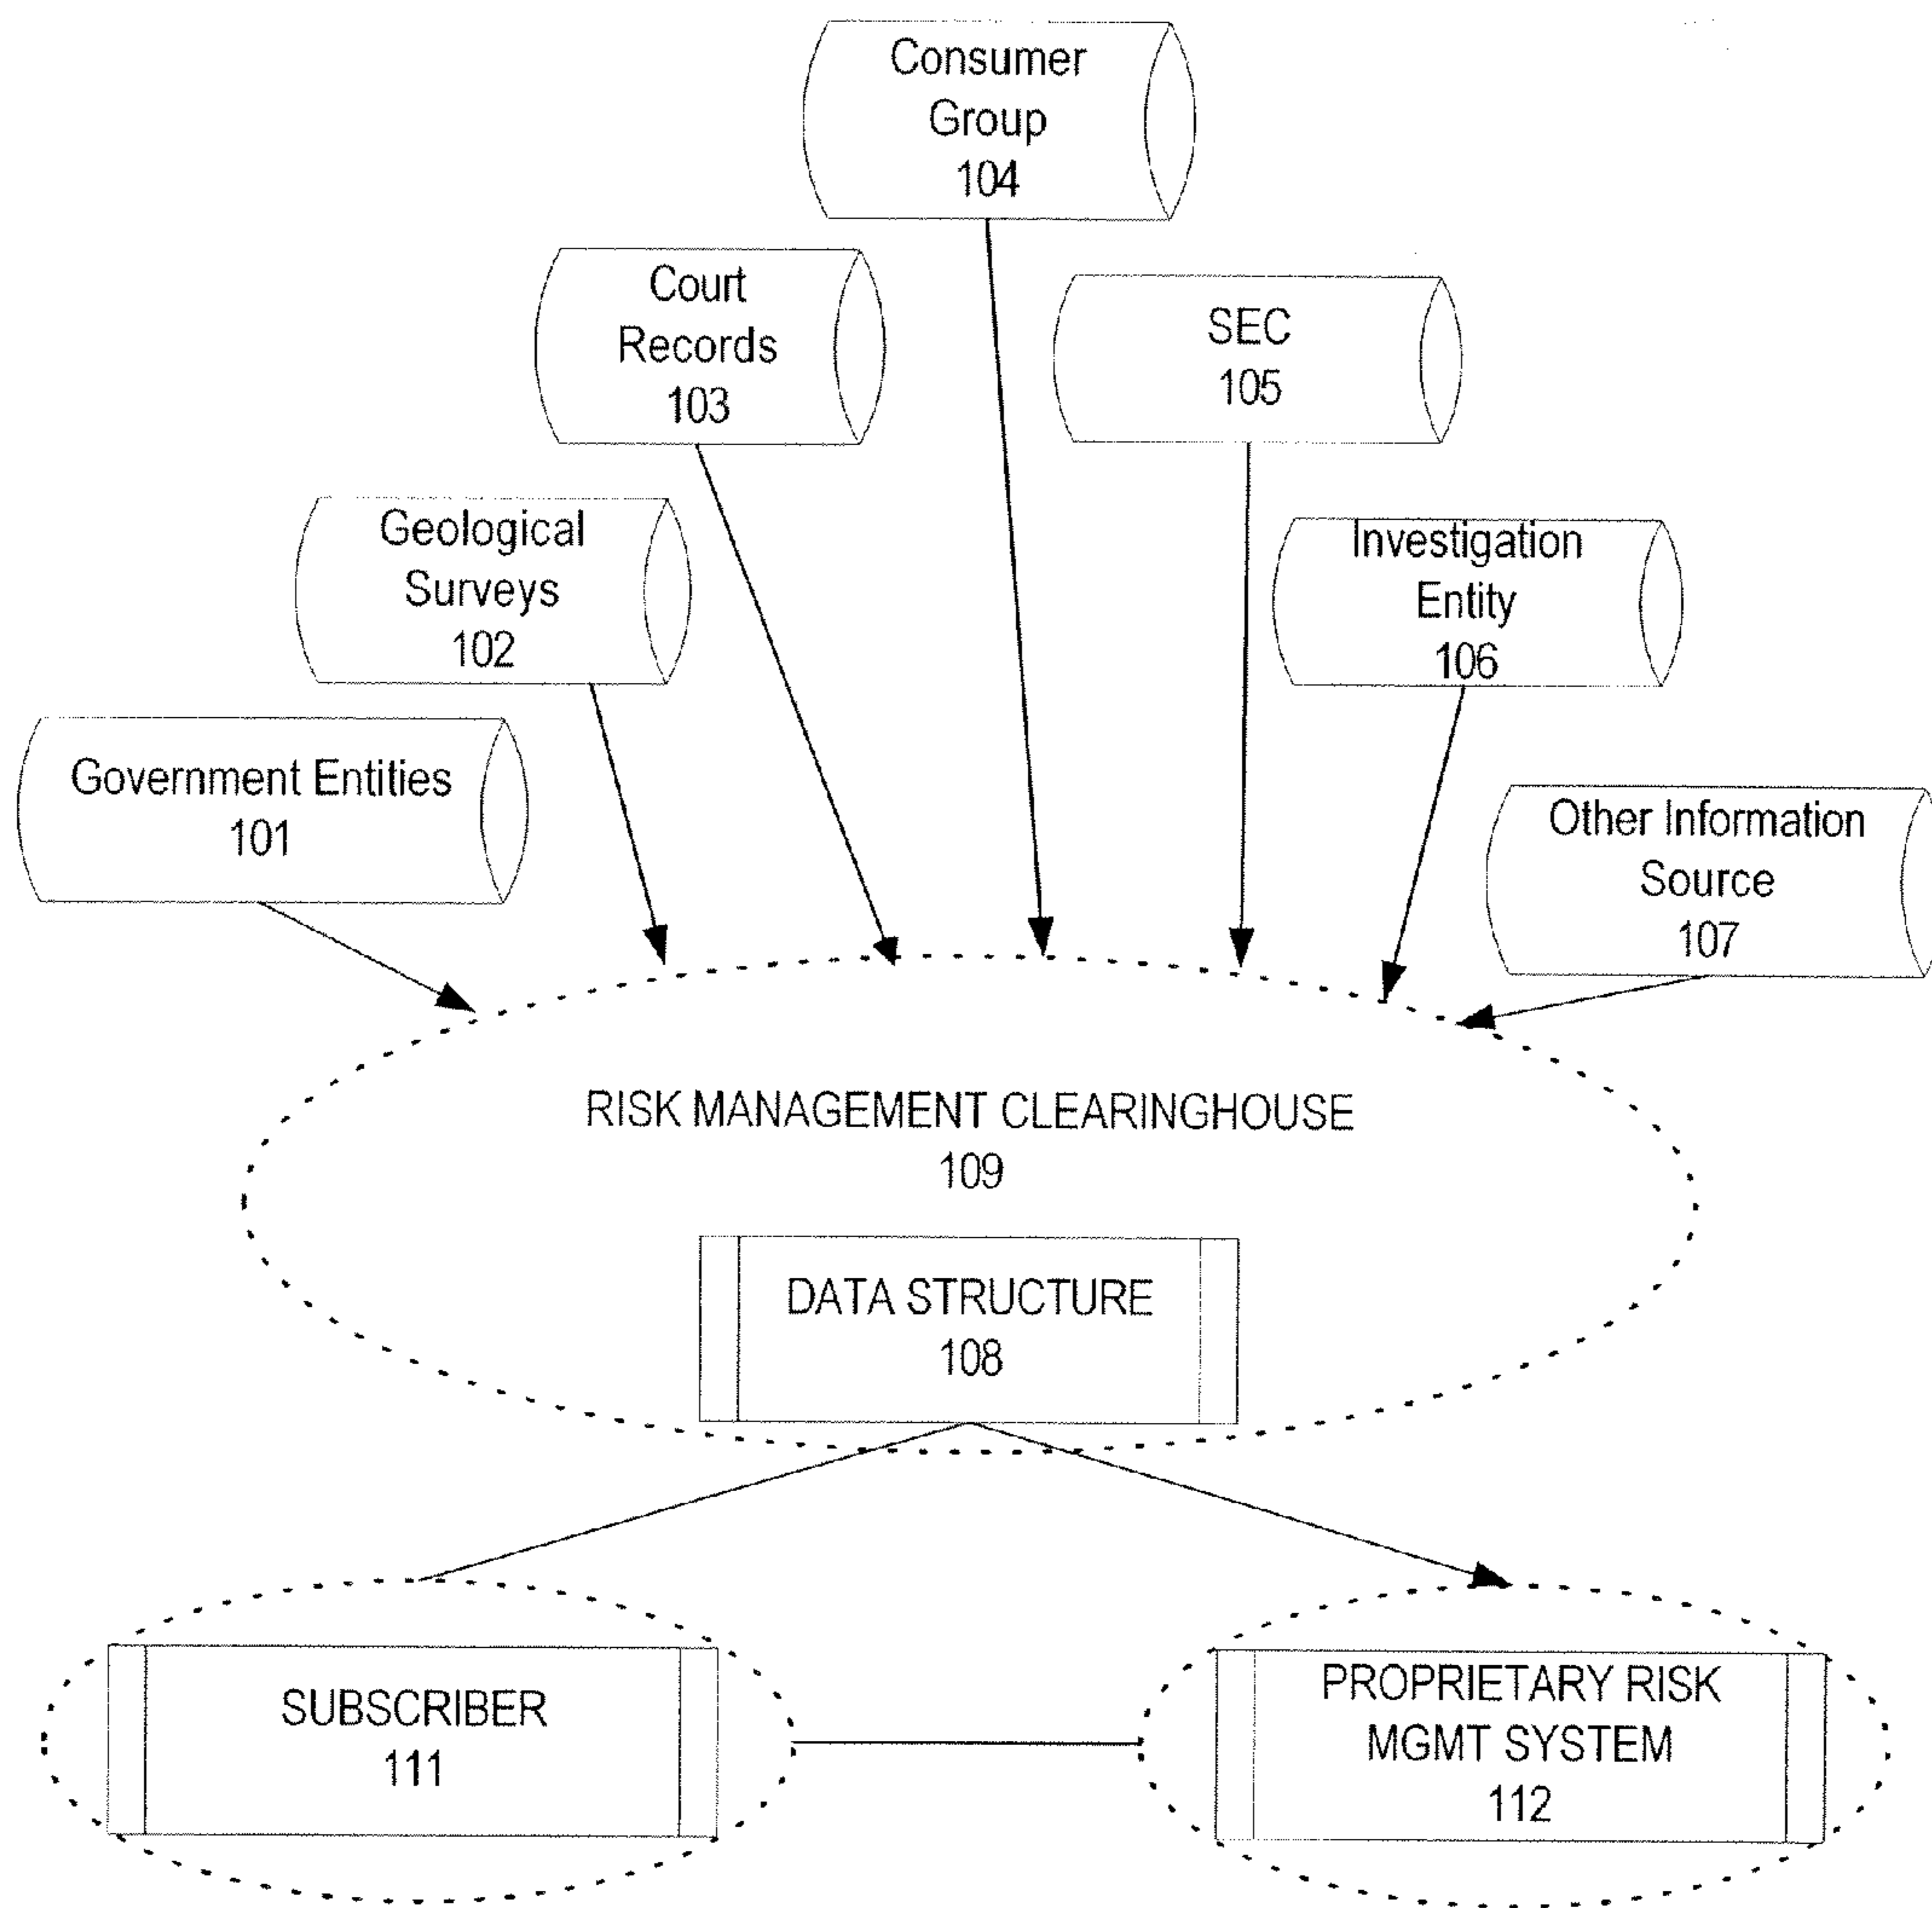 Consumer
Group
104
Court
Records
103
SEC
105
Geological
Surveys
102
Investigation
Entity
106
Government Entities
101
Other Information
Source
107
RISK MANAGEMENT CLEARINGHOUSE
109
DATA STRUCTURE
108
SUBSCRIBER
111
PROPRIETARY RISK
MGMT SYSTEM
112